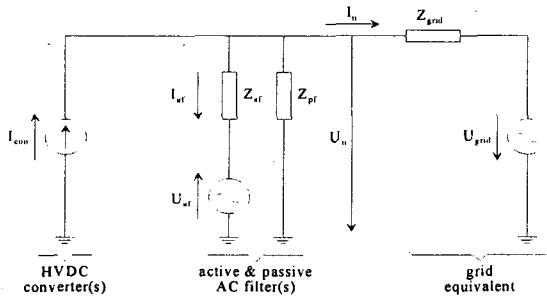 I_n
Z_grid
I_af
Z_af
Z_pf
I_con
U_n
U_grid
U_af
HVDC
converter(s)
active & passive
AC filter(s)
grid
equivalent